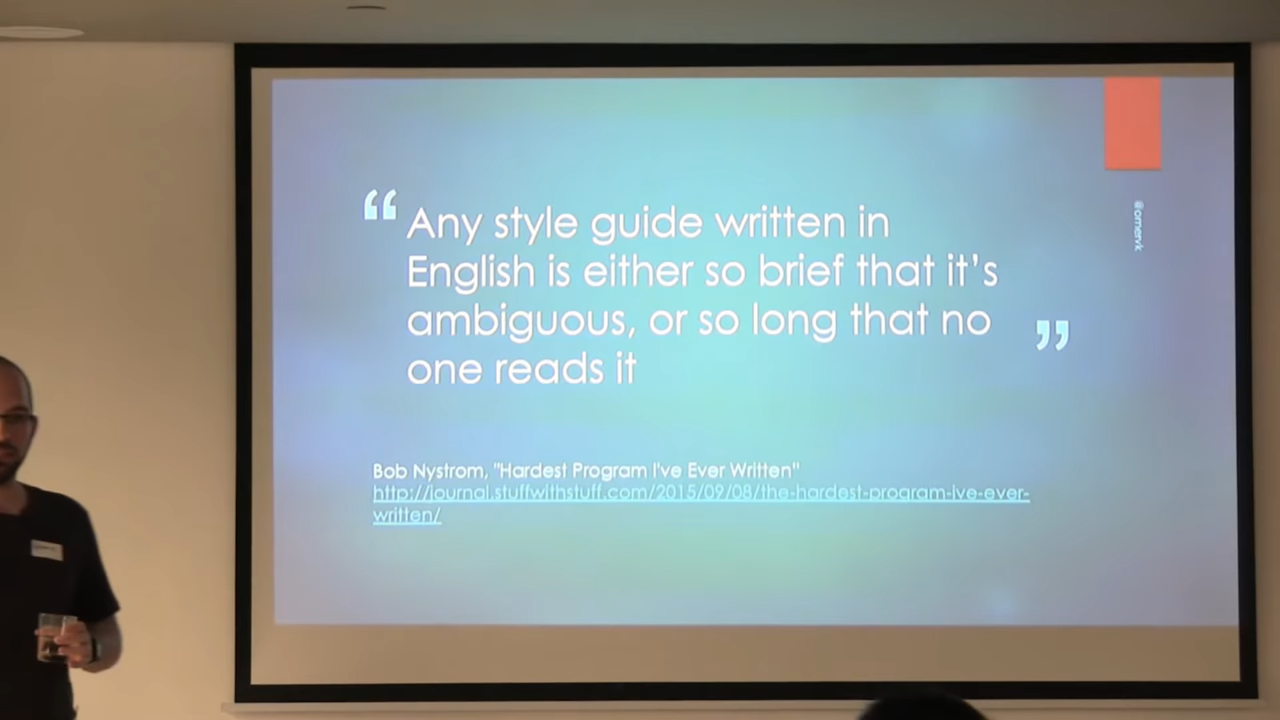 “Any style guide written in
English is either so brief that it's
ambiguous, or so long that no
one reads it”
Bob Nystrom, "Hardest Program I've Ever Written"
http://journal.stuffwithstuff.com/2015/09/08/the-hardest-program-ive-ever-
written/
@omervk